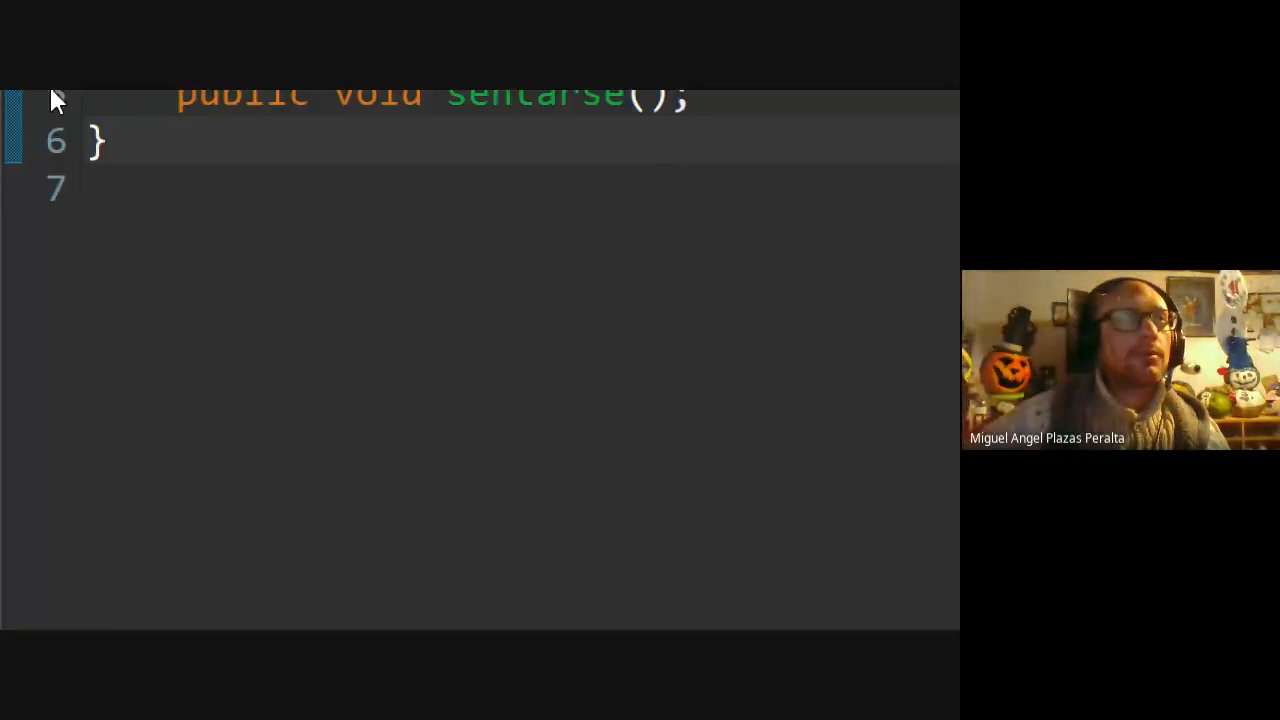 public void sentarse();
6 }
7
Miguel Angel Plazas Peralta